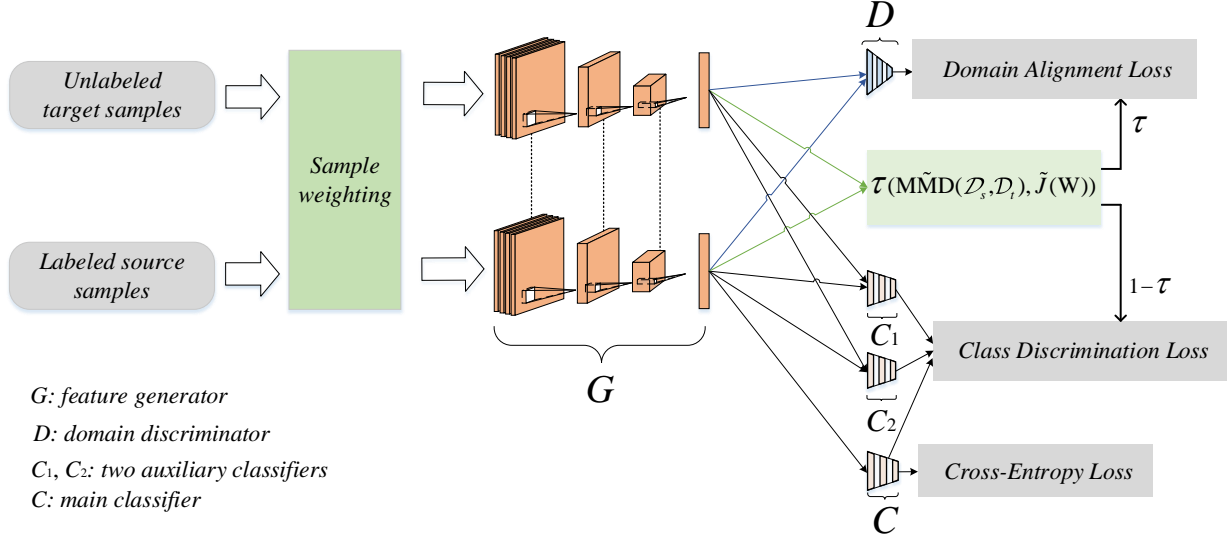 Unlabeled
target samples
Labeled source
samples
Sample
weighting
G
D
Domain Alignment Loss
τ
τ(MM̃D(𝒟ₛ,𝒟ₜ), J̃(W))
1−τ
C1
C2
Class Discrimination Loss
C
Cross-Entropy Loss
G: feature generator
D: domain discriminator
C1, C2: two auxiliary classifiers
C: main classifier